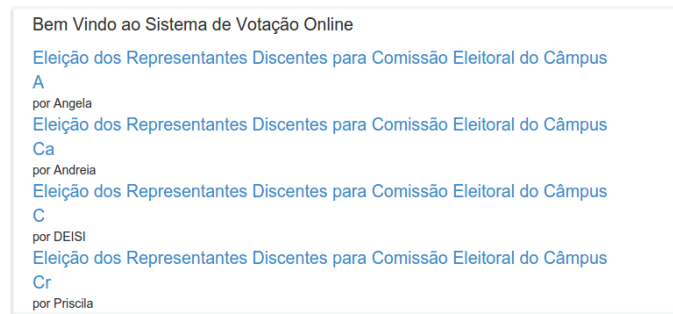 Bem Vindo ao Sistema de Votação Online
Eleição dos Representantes Discentes para Comissão Eleitoral do Câmpus
A
por Angela
Eleição dos Representantes Discentes para Comissão Eleitoral do Câmpus
Ca
por Andreia
Eleição dos Representantes Discentes para Comissão Eleitoral do Câmpus
C
por DEISI
Eleição dos Representantes Discentes para Comissão Eleitoral do Câmpus
Cr
por Priscila